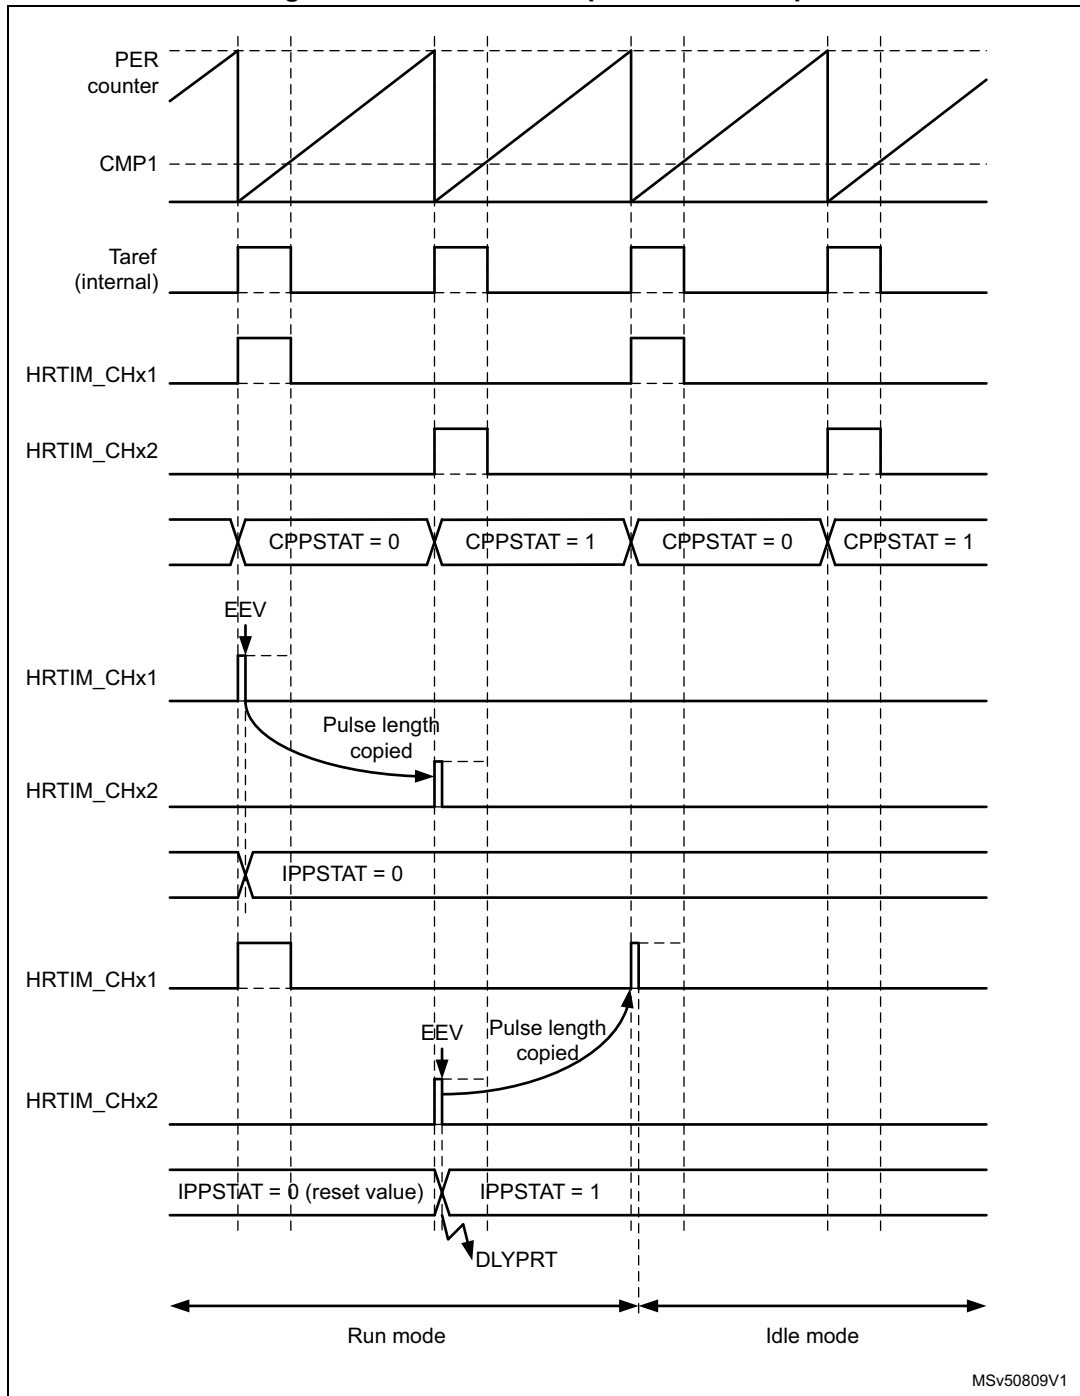 PER
counter
CMP1
Taref
(internal)
HRTIM_CHx1
HRTIM_CHx2
CPPSTAT = 0
CPPSTAT = 1
CPPSTAT = 0
CPPSTAT = 1
EEV
HRTIM_CHx1
Pulse length
copied
HRTIM_CHx2
IPPSTAT = 0
HRTIM_CHx1
EEV
Pulse length
copied
HRTIM_CHx2
IPPSTAT = 0 (reset value)
IPPSTAT = 1
DLYPRT
Run mode
Idle mode
MSv50809V1